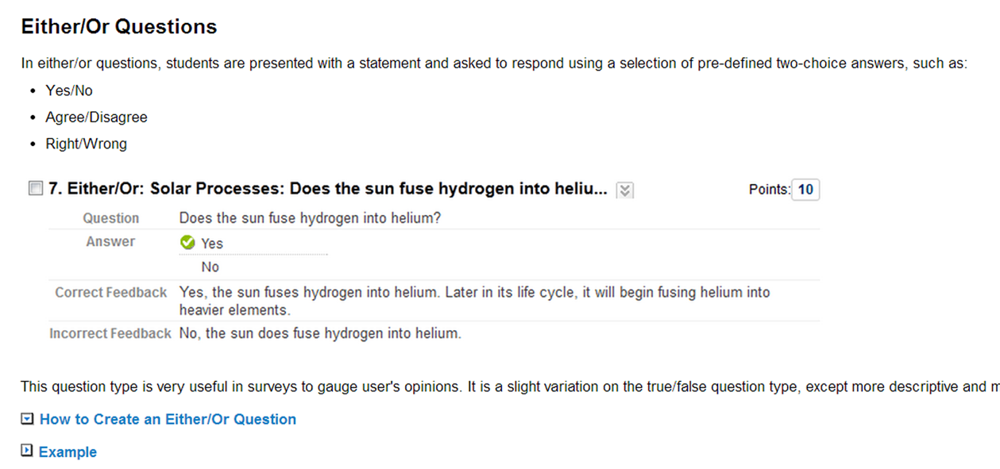 Either/Or Questions
In either/or questions, students are presented with a statement and asked to respond using a selection of pre-defined two-choice answers, such as:
• Yes/No
• Agree/Disagree
• Right/Wrong
7. Either/Or: Solar Processes: Does the sun fuse hydrogen into heliu... Points: 10
Question Does the sun fuse hydrogen into helium?
Answer Yes
No
Correct Feedback Yes, the sun fuses hydrogen into helium. Later in its life cycle, it will begin fusing helium into
heavier elements.
Incorrect Feedback No, the sun does fuse hydrogen into helium.
This question type is very useful in surveys to gauge user's opinions. It is a slight variation on the true/false question type, except more descriptive and
How to Create an Either/Or Question
Example